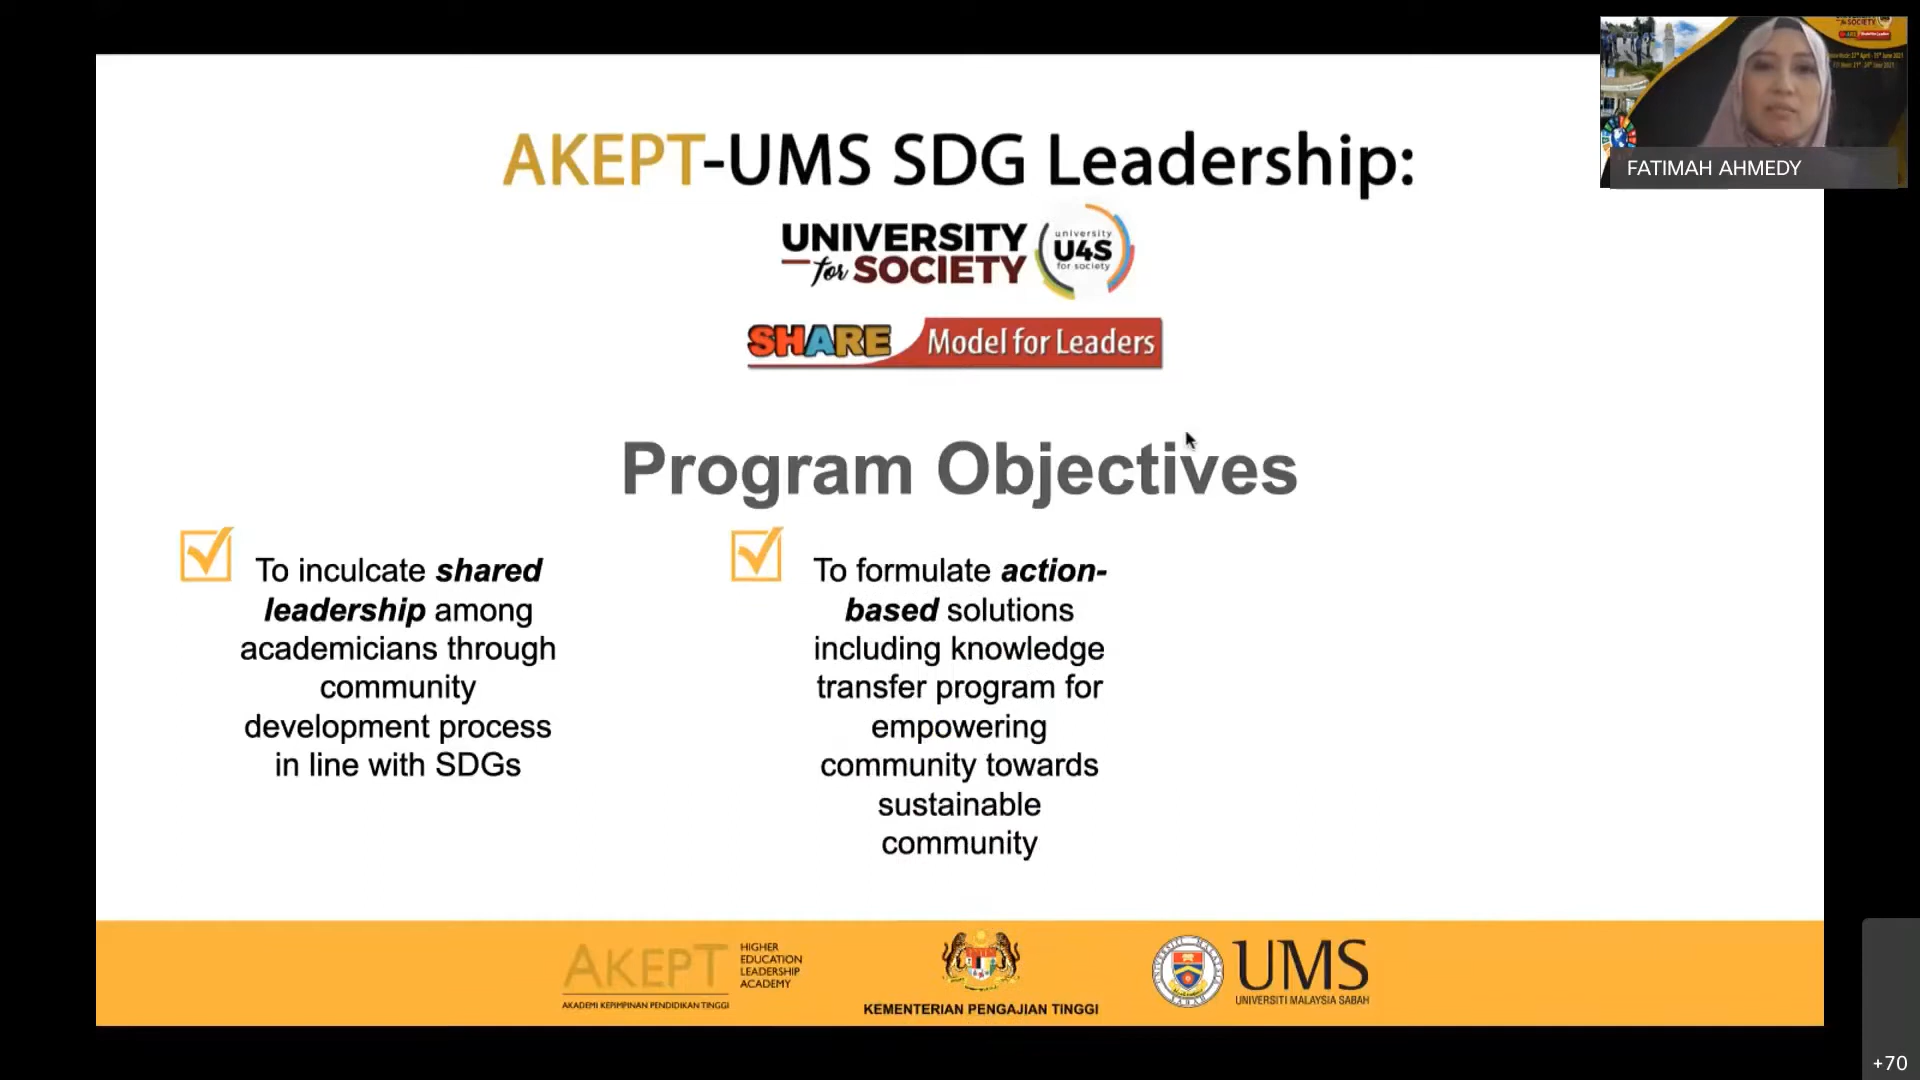 AKEPT-UMS SDG Leadership:
UNIVERSITY
for SOCIETY
university
U4S
for society
SHARE Model for Leaders
Program Objectives
To inculcate shared
leadership among
academicians through
community
development process
in line with SDGs
To formulate action-
based solutions
including knowledge
transfer program for
empowering
community towards
sustainable
community
AKEPT
HIGHER
EDUCATION
LEADERSHIP
ACADEMY
AKADEMI KEPIMPINAN PENDIDIKAN TINGGI
KEMENTERIAN PENGAJIAN TINGGI
UMS
UNIVERSITI MALAYSIA SABAH
FATIMAH AHMEDY
+70